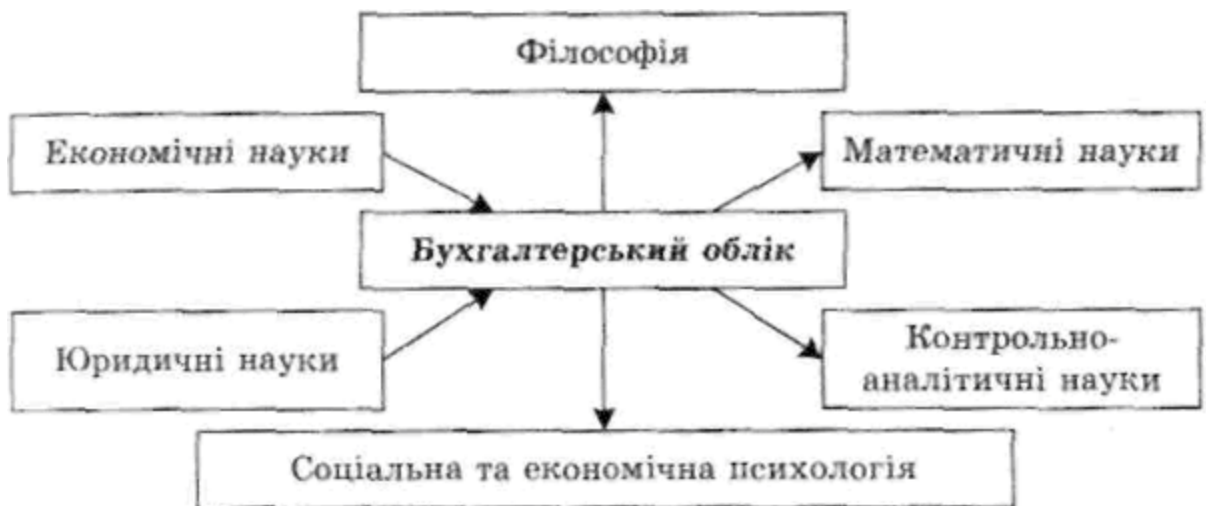 Філософія
Економічні науки
Математичні науки
Бухгалтерський облік
Юридичні науки
Контрольно-
аналітичні науки
Соціальна та економічна психологія